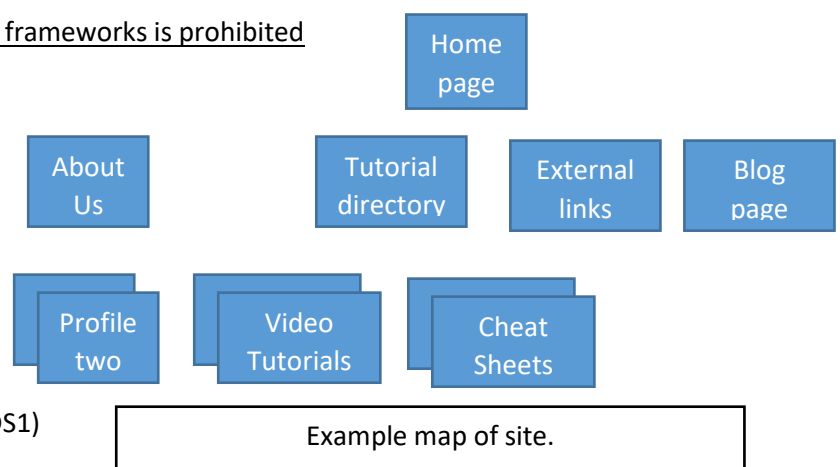 frameworks is prohibited
Home
page
About
Us
Tutorial
directory
External
links
Blog
page
Profile
two
Video
Tutorials
Cheat
Sheets
S1)
Example map of site.